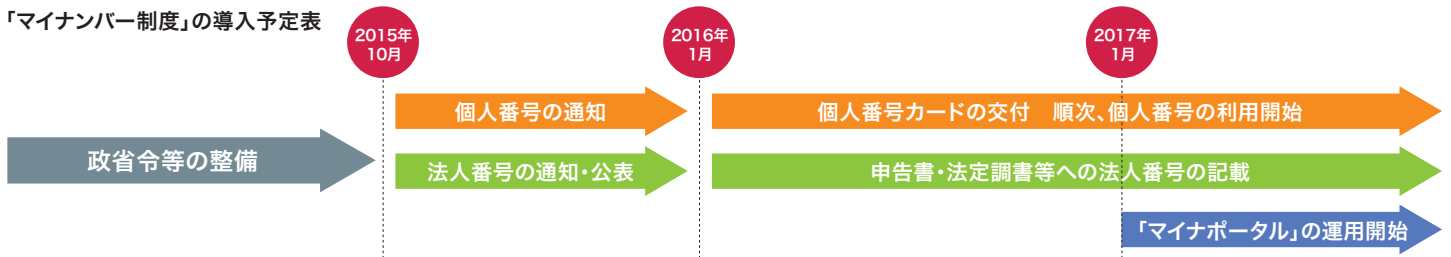 「マイナンバー制度」の導入予定表
2015年
10月
2016年
1月
2017年
1月
個人番号の通知
個人番号カードの交付　順次、個人番号の利用開始
政省令等の整備
法人番号の通知・公表
申告書・法定調書等への法人番号の記載
「マイナポータル」の運用開始